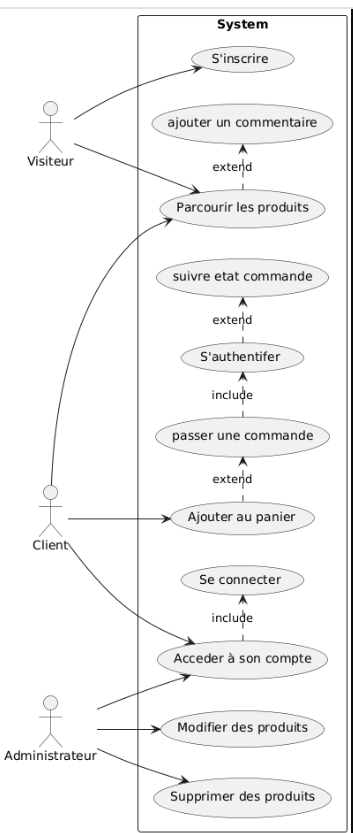 System
S'inscrire
ajouter un commentaire
Visiteur
extend
Parcourir les produits
suivre etat commande
extend
S'authentifer
include
passer une commande
extend
Ajouter au panier
Client
Se connecter
include
Acceder à son compte
Modifier des produits
Administrateur
Supprimer des produits